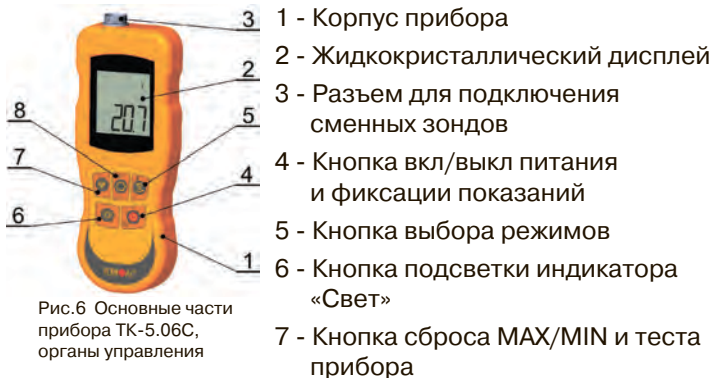 3
2
5
4
1
8
7
6
20.7
Рис.6 Основные части
прибора ТК-5.06С,
органы управления
1 - Корпус прибора
2 - Жидкокристаллический дисплей
3 - Разъем для подключения
сменных зондов
4 - Кнопка вкл/выкл питания
и фиксации показаний
5 - Кнопка выбора режимов
6 - Кнопка подсветки индикатора
«Свет»
7 - Кнопка сброса MAX/MIN и теста
прибора